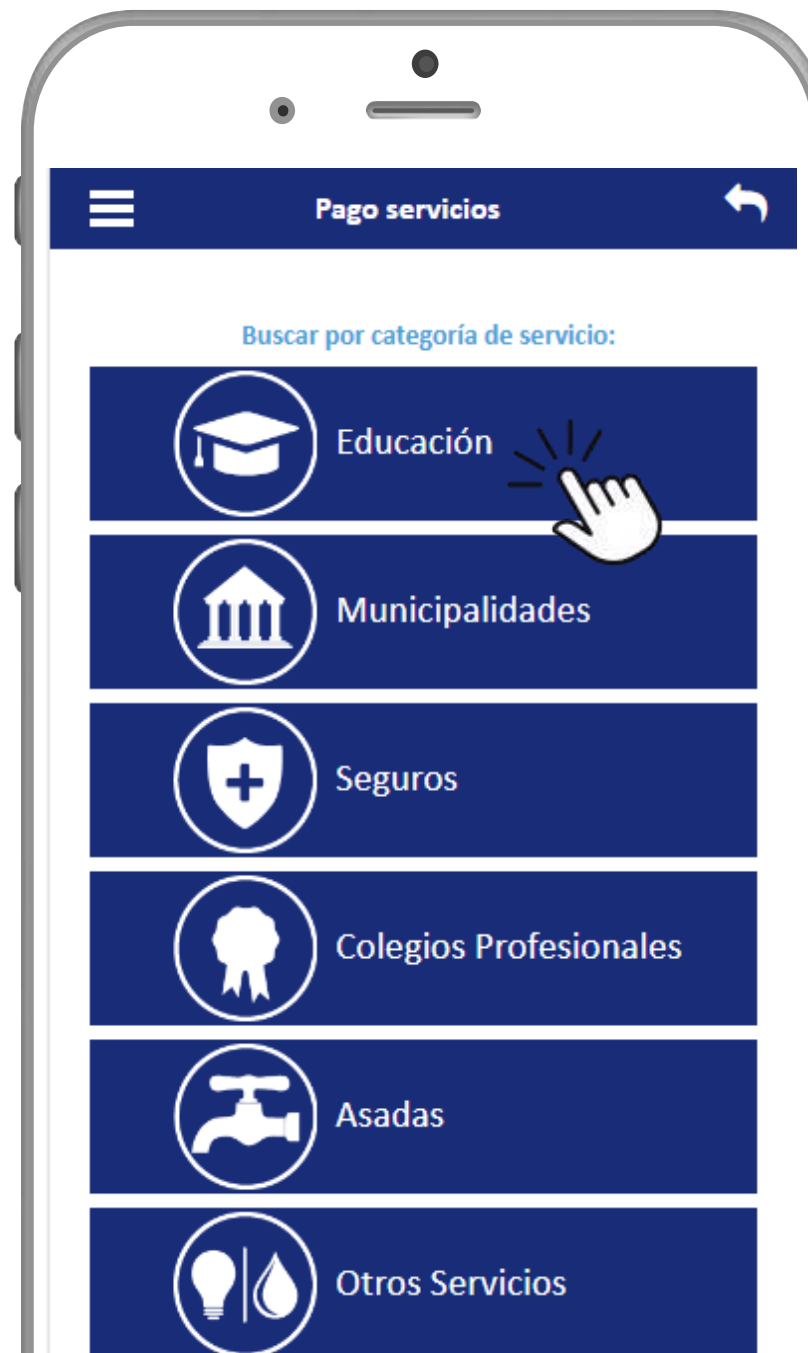 Pago servicios
Buscar por categoría de servicio:
Educación
Municipalidades
Seguros
Colegios Profesionales
Asadas
Otros Servicios